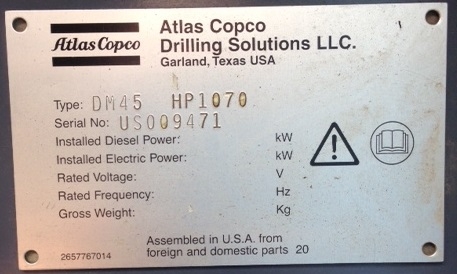 Atlas Copco
Atlas Copco
Drilling Solutions LLC.
Garland, Texas USA
Type: DM45 HP1070
Serial No: US009471
Installed Diesel Power: kW
Installed Electric Power: kW
Rated Voltage: V
Rated Frequency: Hz
Gross Weight: Kg
Assembled in U.S.A. from
foreign and domestic parts 20
2657767014